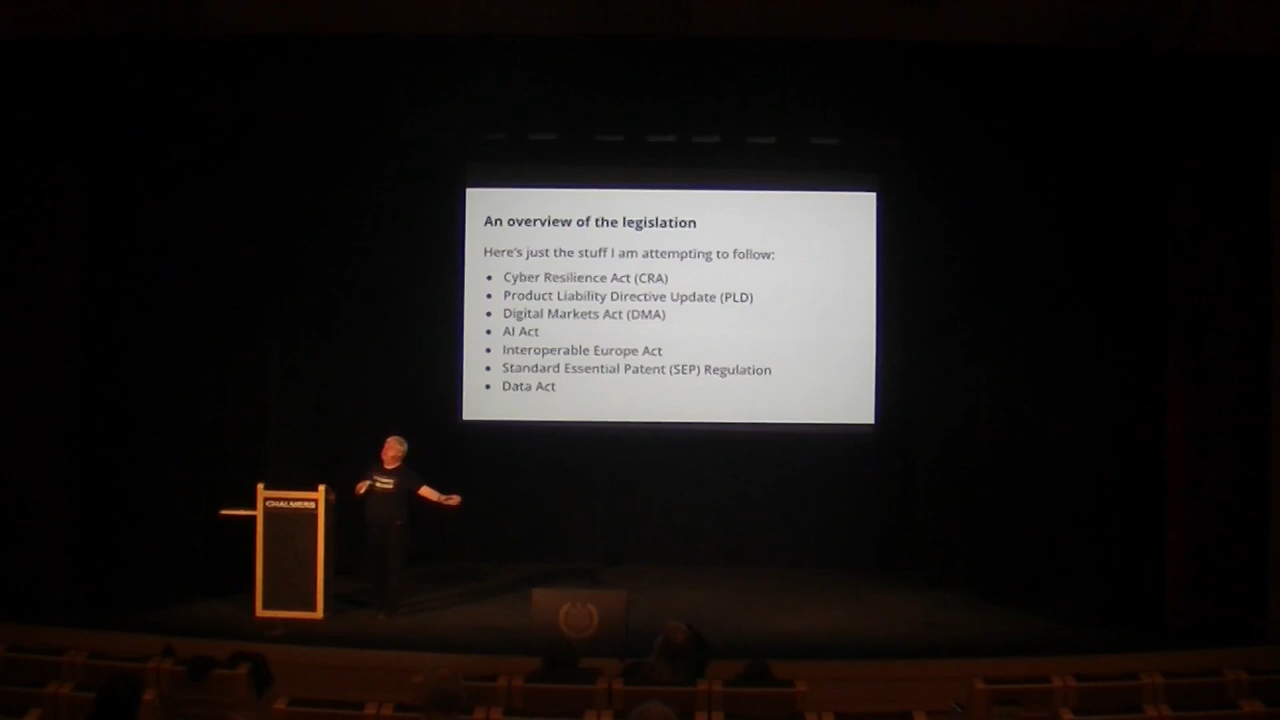 An overview of the legislation
Here's just the stuff I am attempting to follow:
• Cyber Resilience Act (CRA)
• Product Liability Directive Update (PLD)
• Digital Markets Act (DMA)
• AI Act
• Interoperable Europe Act
• Standard Essential Patent (SEP) Regulation
• Data Act
CHALMERS